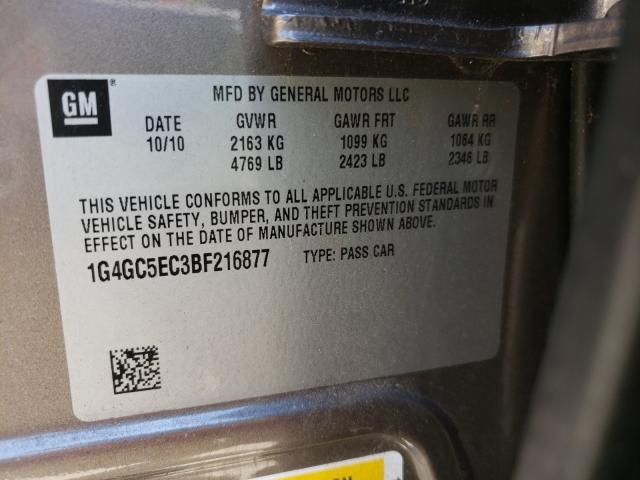 GM®
MFD BY GENERAL MOTORS LLC
DATE GVWR GAWR FRT GAWR RR
10/10 2163 KG 1099 KG 1064 KG
4769 LB 2423 LB 2346 LB
THIS VEHICLE CONFORMS TO ALL APPLICABLE U.S. FEDERAL MOTOR
VEHICLE SAFETY, BUMPER, AND THEFT PREVENTION STANDARDS IN
EFFECT ON THE DATE OF MANUFACTURE SHOWN ABOVE.
1G4GC5EC3BF216877 TYPE: PASS CAR